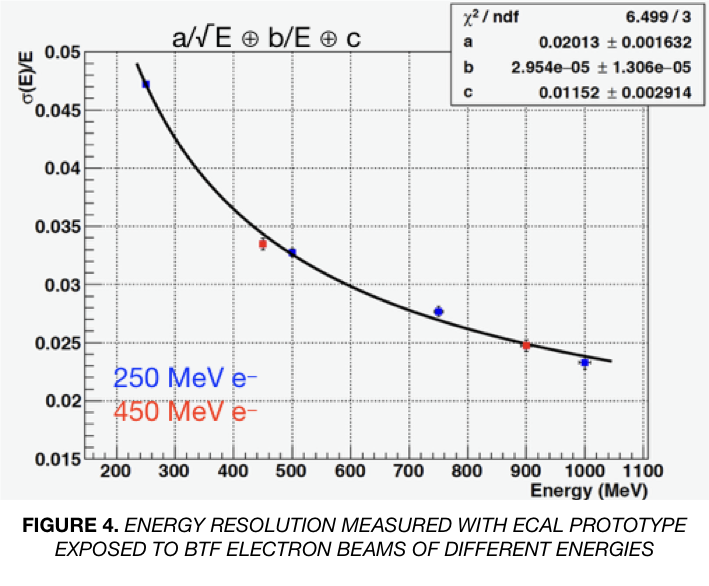 a/√E ⊕ b/E ⊕ c
χ² / ndf 6.499 / 3
a 0.02013 ± 0.001632
b 2.954e−05 ± 1.306e−05
c 0.01152 ± 0.002914
σ(E)/E
0.05
0.045
0.04
0.035
0.03
0.025
0.02
0.015
250 MeV e⁻
450 MeV e⁻
200 300 400 500 600 700 800 900 1000 1100
Energy (MeV)
FIGURE 4. ENERGY RESOLUTION MEASURED WITH ECAL PROTOTYPE
EXPOSED TO BTF ELECTRON BEAMS OF DIFFERENT ENERGIES